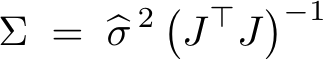 Σ = σ̂ ² (J⊤J)⁻¹